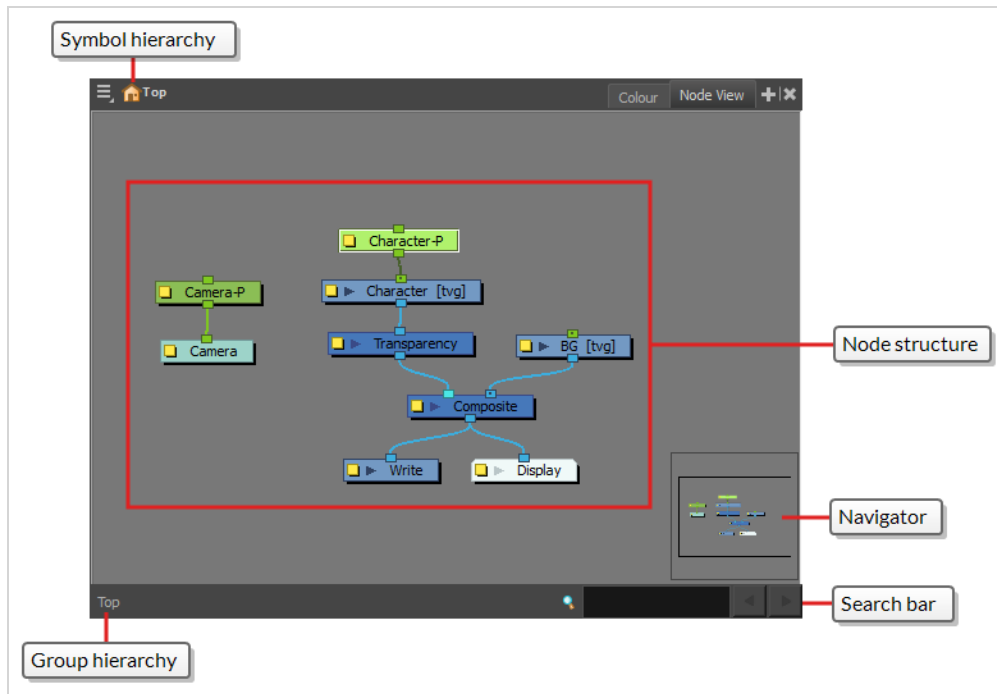 Symbol hierarchy
Top
Colour
Node View
Character-P
Camera-P
Character [tvg]
Camera
Transparency
BG [tvg]
Node structure
Composite
Write
Display
Navigator
Top
Search bar
Group hierarchy